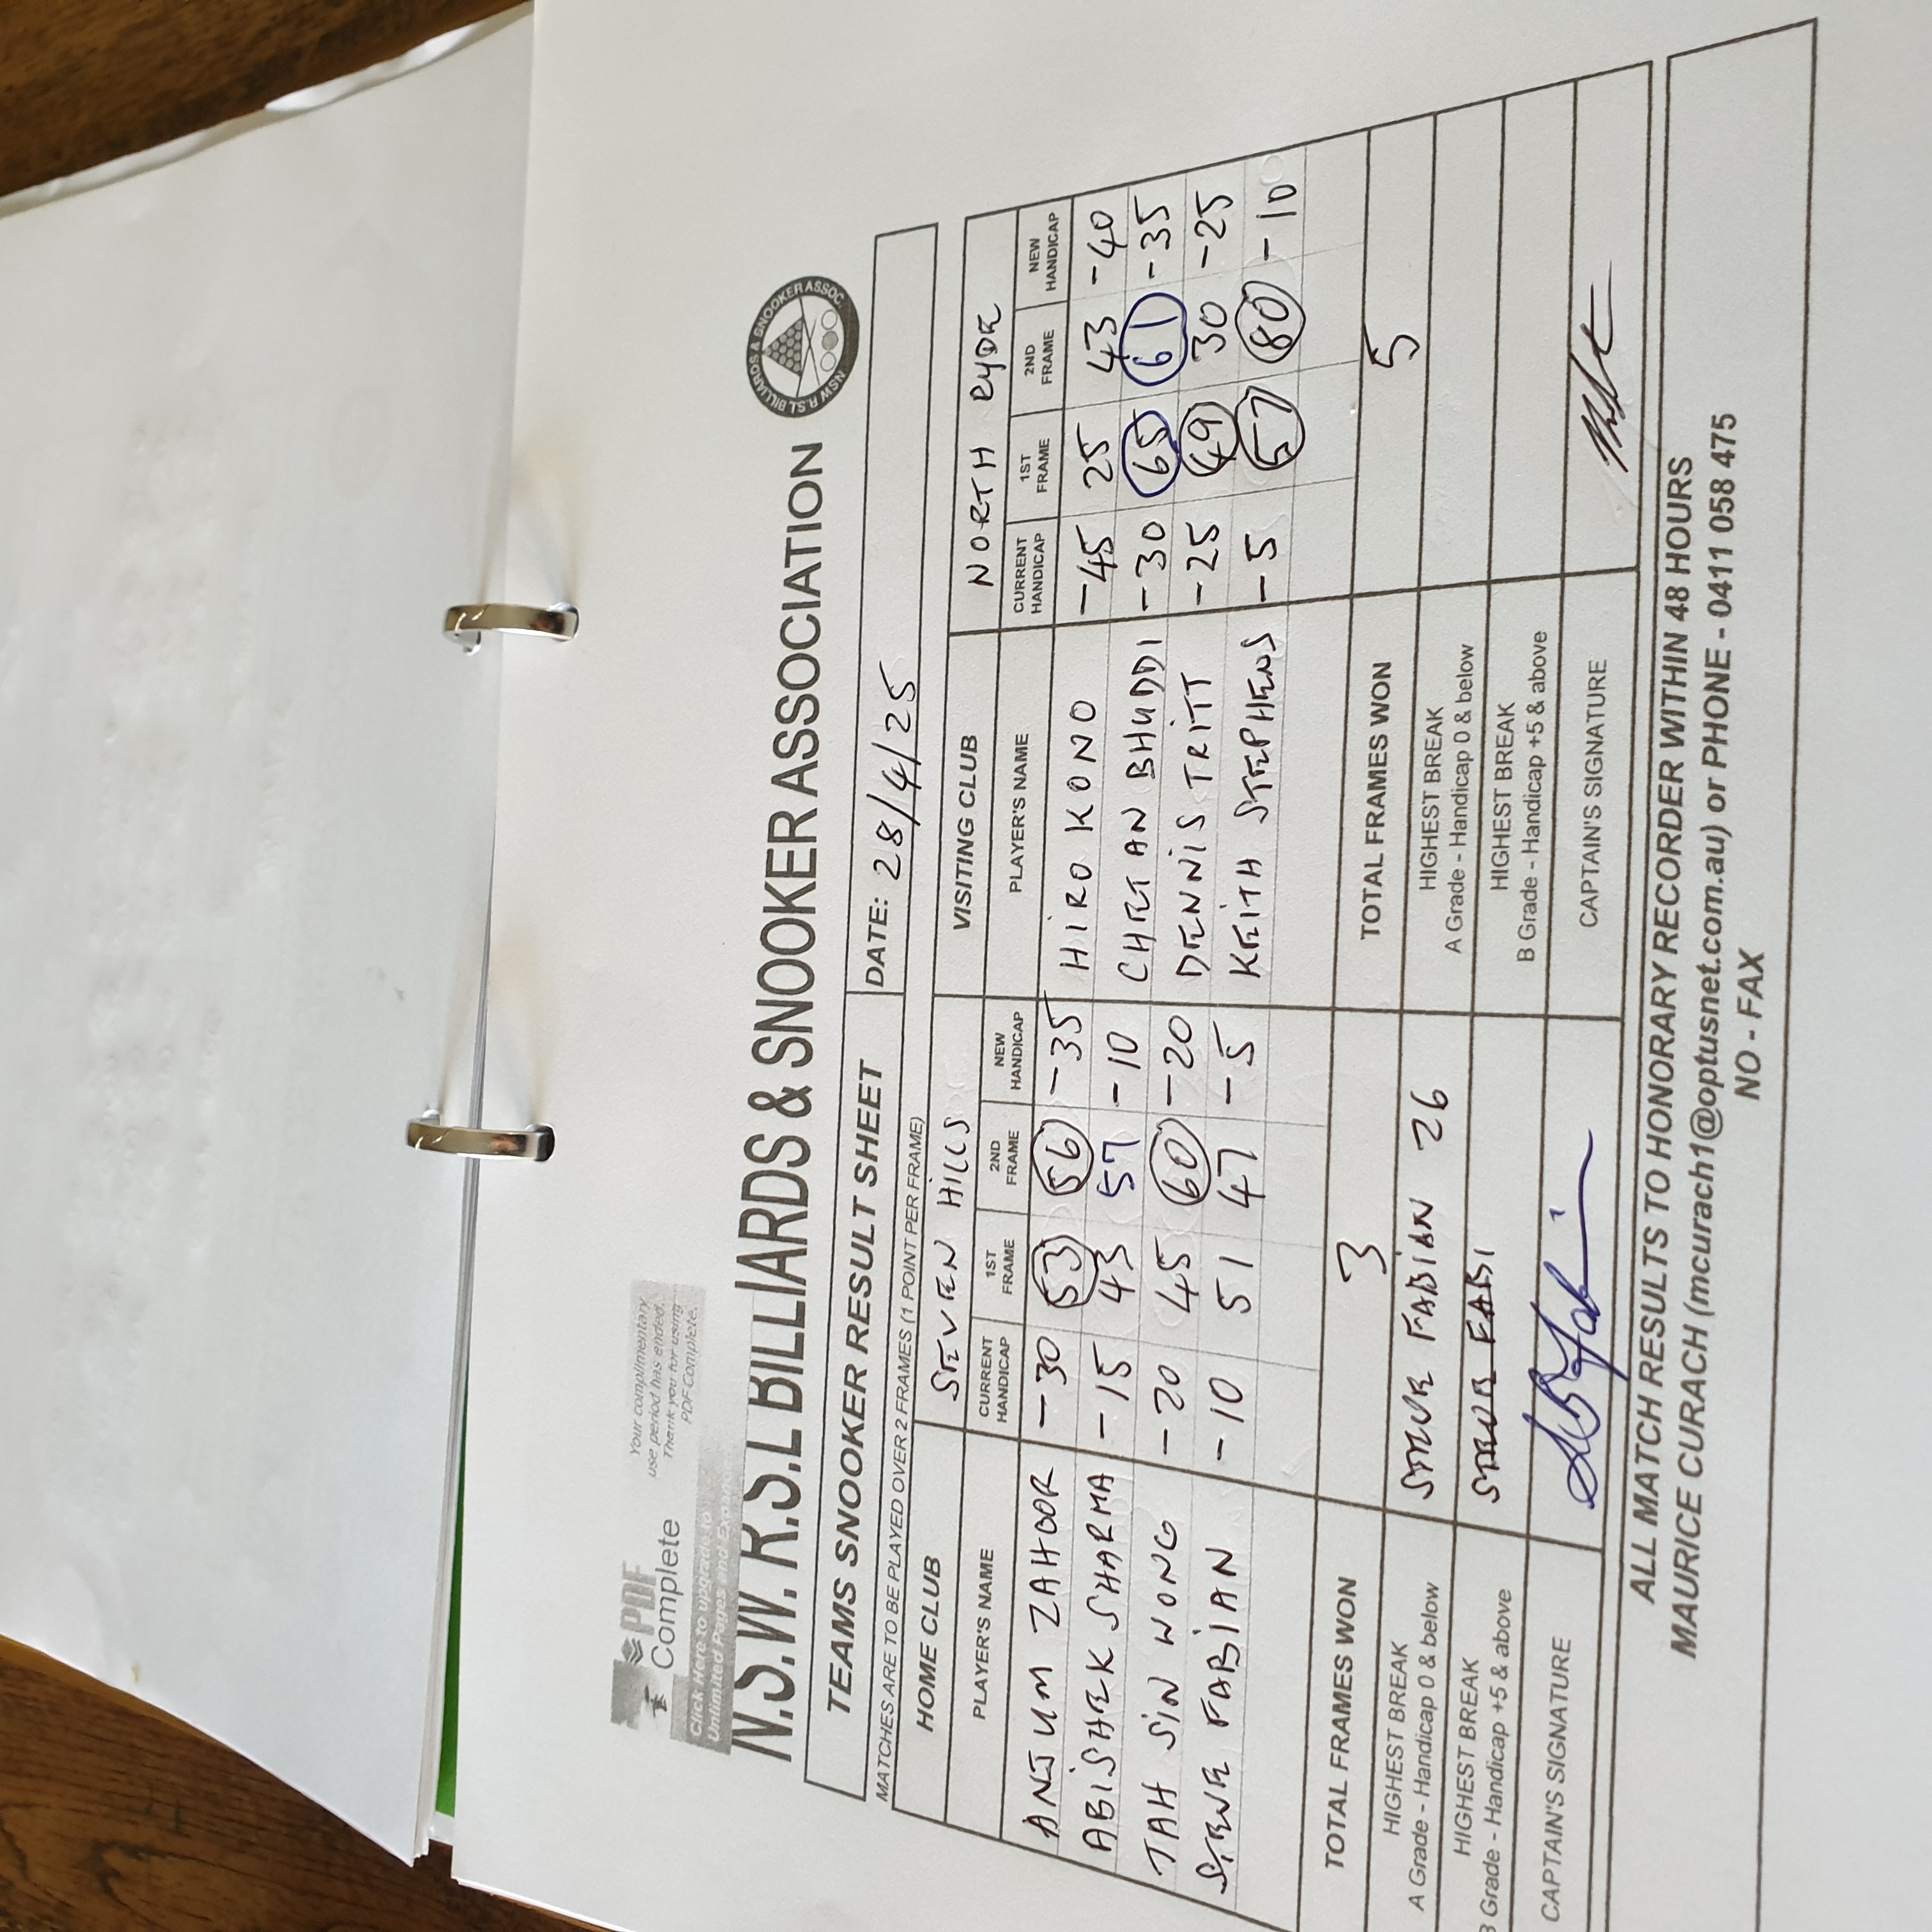 PDF
Complete
Your complimentary
use period has ended.
Thank you for using
PDF Complete.
Click Here to upgrade to
Unlimited Pages and Expan
N.S.W. R.S.L BILLIARDS & SNOOKER ASSOCIATION
NSW R.S.L BILLIARDS & SNOOKER ASSOC.
TEAMS SNOOKER RESULT SHEET DATE: 28/4/25
MATCHES ARE TO BE PLAYED OVER 2 FRAMES (1 POINT PER FRAME)
HOME CLUB SEVEN HILLS VISITING CLUB NORTH RYDE
PLAYER'S NAME CURRENT HANDICAP 1ST FRAME 2ND FRAME NEW HANDICAP PLAYER'S NAME CURRENT HANDICAP 1ST FRAME 2ND FRAME NEW HANDICAP
ANJUM ZAHOOR -30 53 56 -35 HIRO KONO -45 25 43 -40
ABISHEK SHARMA -15 43 57 -10 CHETAN BHUDDI -30 65 61 -35
TAH SIN WONG -20 45 60 -20 DENNIS TRITT -25 49 30 -25
STEVE FABIAN -10 51 47 -5 KEITH STEPHENS -5 57 80 -10
TOTAL FRAMES WON 3 TOTAL FRAMES WON 5
HIGHEST BREAK
A Grade - Handicap 0 & below STEVE FABIAN 26 HIGHEST BREAK
A Grade - Handicap 0 & below
HIGHEST BREAK
B Grade - Handicap +5 & above STEVE FABI HIGHEST BREAK
B Grade - Handicap +5 & above
CAPTAIN'S SIGNATURE CAPTAIN'S SIGNATURE
ALL MATCH RESULTS TO HONORARY RECORDER WITHIN 48 HOURS
MAURICE CURACH (mcurach1@optusnet.com.au) or PHONE - 0411 058 475
NO - FAX